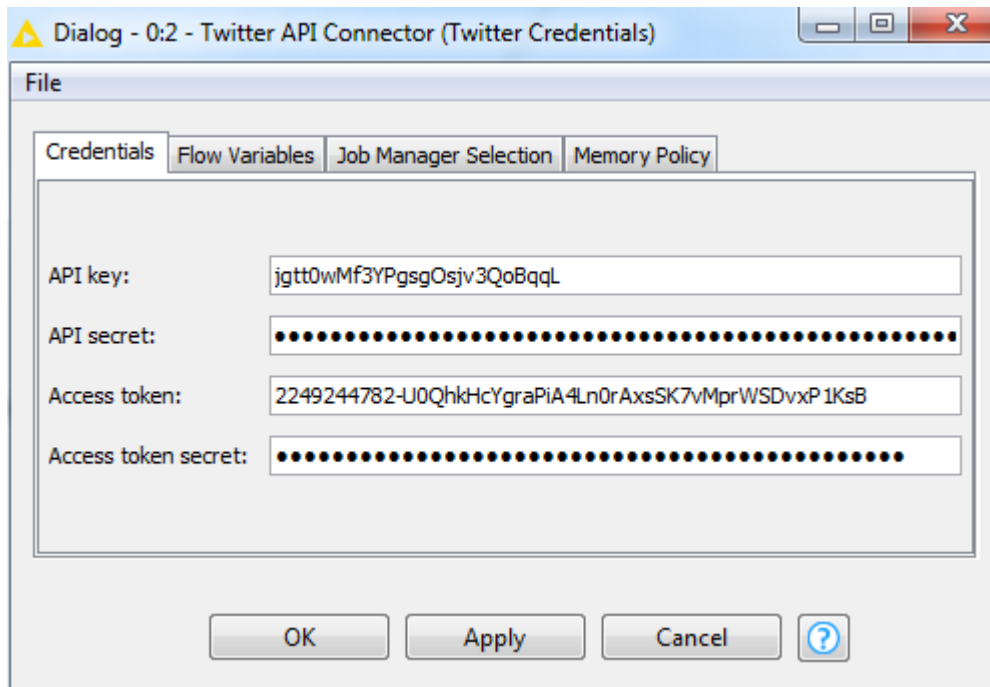 Dialog - 0:2 - Twitter API Connector (Twitter Credentials)
File
Credentials Flow Variables Job Manager Selection Memory Policy
API key: jgtt0wMf3YPgsgOsjv3QoBqqL
API secret: ●●●●●●●●●●●●●●●●●●●●●●●●●●●●●●●●●●●●●●●●●●●●●●●●●
Access token: 2249244782-U0QhkHcYgraPiA4Ln0rAxsSK7vMprWSDvxP1KsB
Access token secret: ●●●●●●●●●●●●●●●●●●●●●●●●●●●●●●●●●●●●●●●●●●●●●
OK Apply Cancel ?